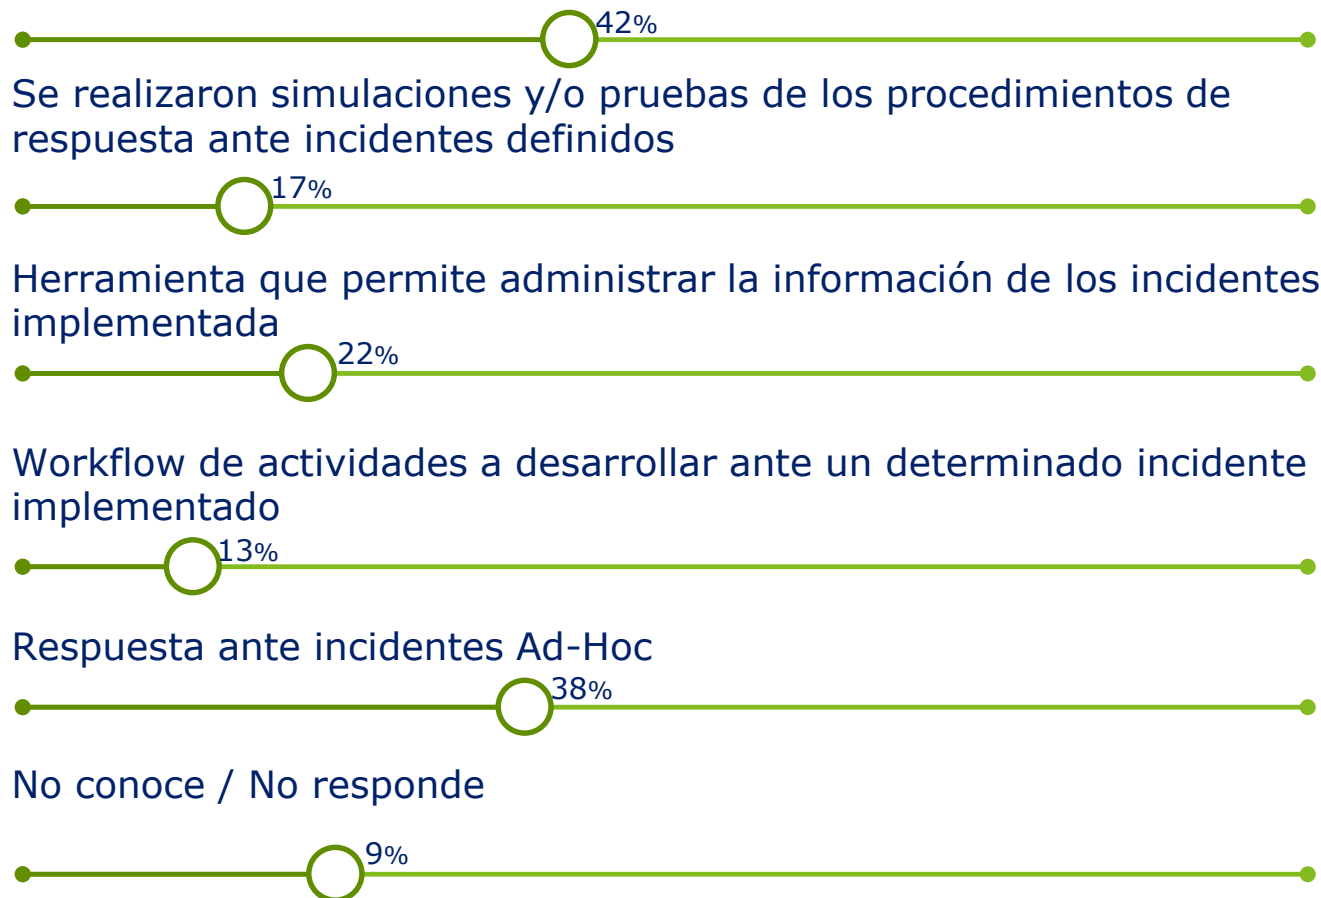 42%
Se realizaron simulaciones y/o pruebas de los procedimientos de
respuesta ante incidentes definidos
17%
Herramienta que permite administrar la información de los incidentes
implementada
22%
Workflow de actividades a desarrollar ante un determinado incidente
implementado
13%
Respuesta ante incidentes Ad-Hoc
38%
No conoce / No responde
9%